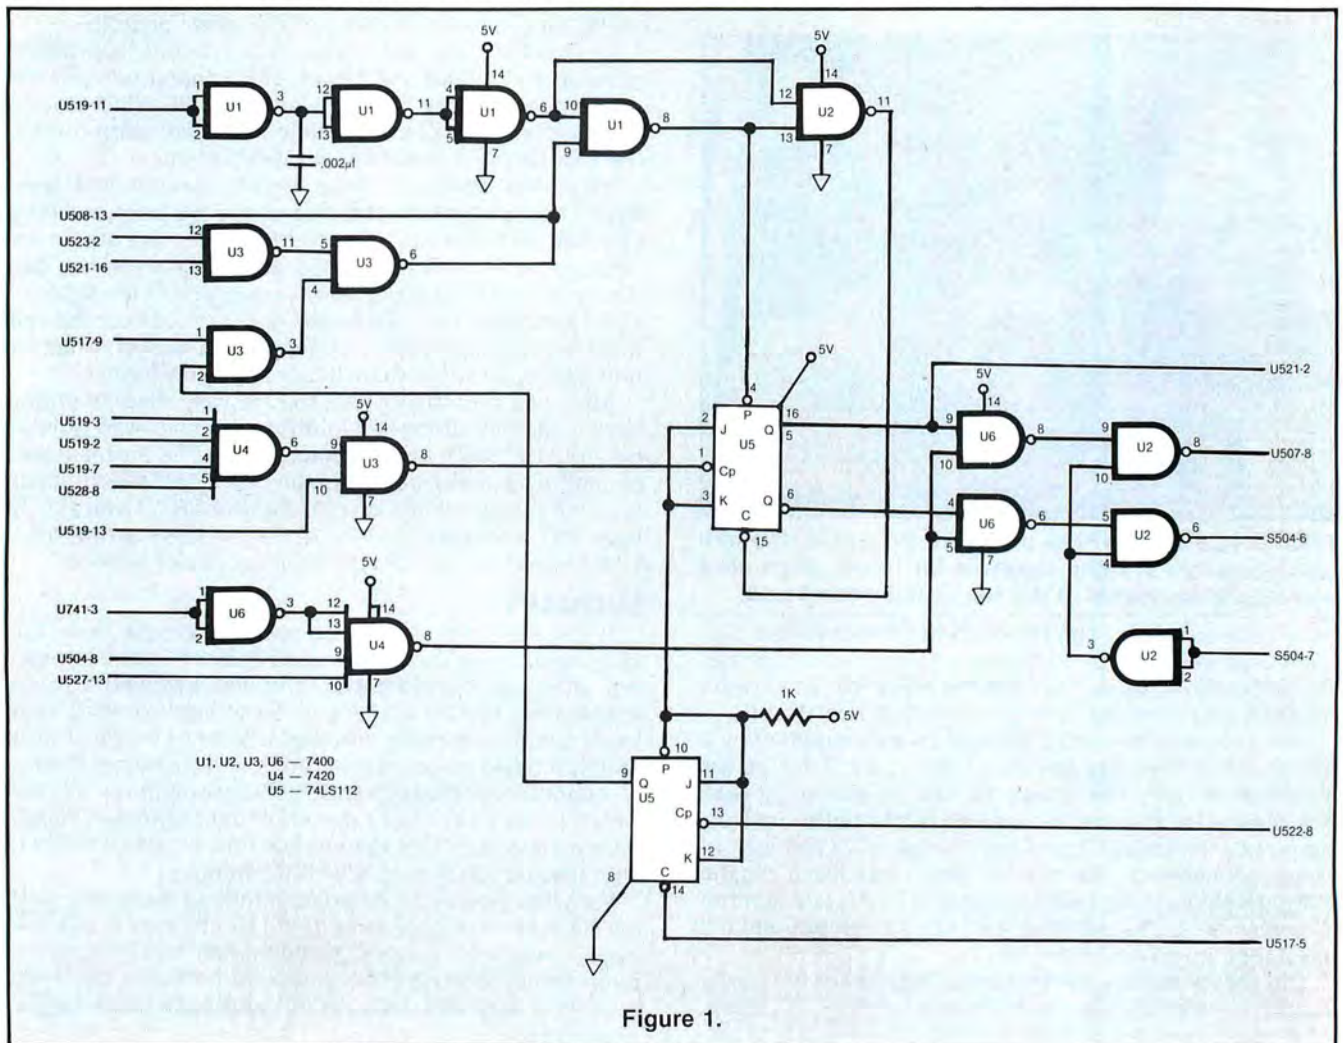 5V
14
U519-11
1
2
U1
3
12
13
U1
11
4
5
U1
6
7
10
9
U1
8
5V
14
12
13
U2
11
7
.002µf
U508-13
U523-2
U521-16
12
13
U3
11
5
4
U3
6
U517-9
1
2
U3
3
U519-3
U519-2
U519-7
U528-8
U519-13
1
2
4
5
U4
6
5V
14
9
10
U3
8
7
5V
4
2
P
16
J
Q
U5
5
1
Cp
3
K
Q
6
C
15
U521-2
5V
14
9
10
U6
8
9
10
U2
8
U507-8
4
5
U6
6
7
5
4
U2
6
S504-6
3
U2
1
2
S504-7
U741-3
1
2
U6
3
5V
14
12
13
9
10
U4
8
7
U504-8
U527-13
1K
5V
U1, U2, U3, U6 — 7400
U4 — 7420
U5 — 74LS112
10
9
P
11
Q
J
U5
Cp
13
K
12
8
C
14
U522-8
U517-5
Figure 1.